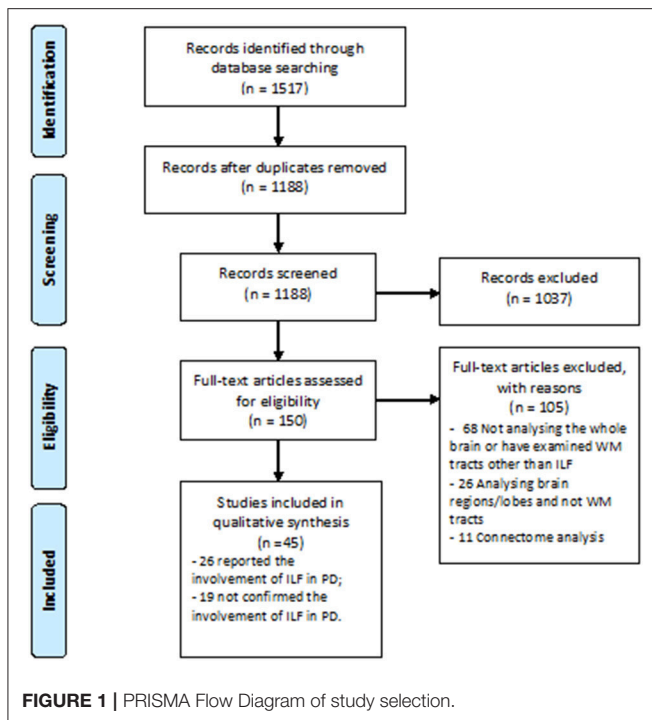 Identification
Records identified through
database searching
(n = 1517)
Records after duplicates removed
(n = 1188)
Screening
Records screened
(n = 1188)
Records excluded
(n = 1037)
Eligibility
Full-text articles assessed
for eligibility
(n = 150)
Full-text articles excluded,
with reasons
(n = 105)
- 68 Not analysing the whole
brain or have examined WM
tracts other than ILF
- 26 Analysing brain
regions/lobes and not WM
tracts
- 11 Connectome analysis
Included
Studies included in
qualitative synthesis
(n =45)
- 26 reported the
involvement of ILF in PD;
- 19 not confirmed the
involvement of ILF in PD.
FIGURE 1 | PRISMA Flow Diagram of study selection.